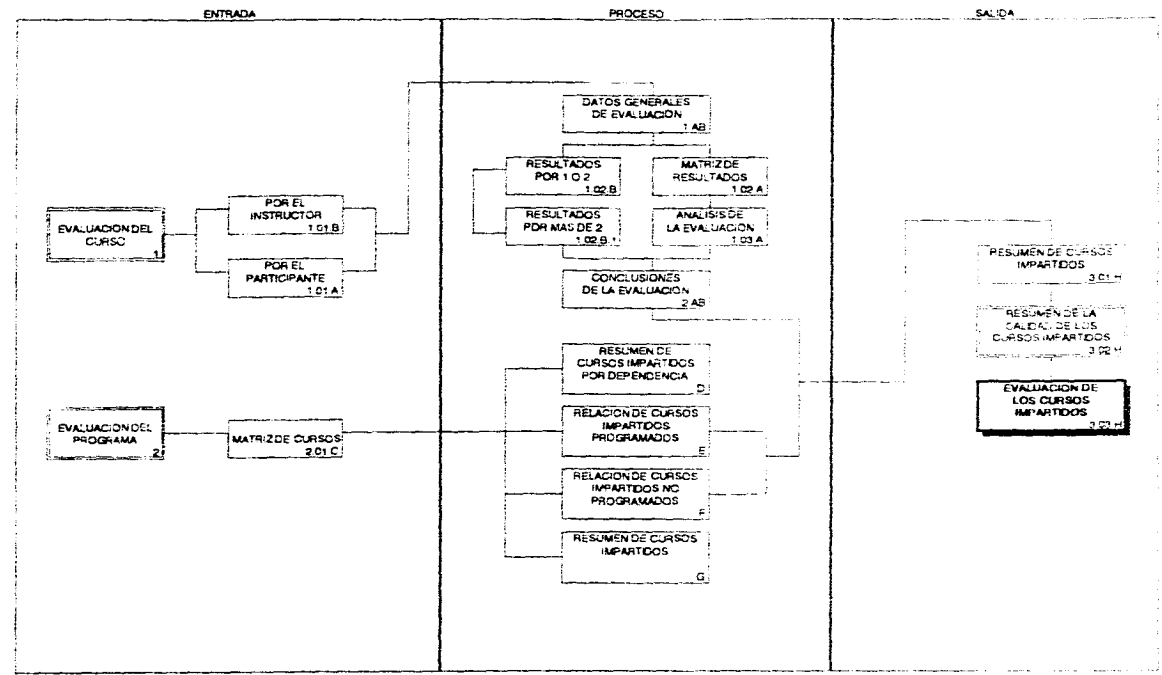 ENTRADA
PROCESO
SALIDA
EVALUACION DEL
CURSO
1
POR EL
INSTRUCTOR
1.01.B
POR EL
PARTICIPANTE
1.01 A
EVALUACION DEL
PROGRAMA
2
MATRIZ DE CURSOS
2.01 C
DATOS GENERALES
DE EVALUACION
1 AB
RESULTADOS
POR 1 O 2
1.02.B
MATRIZ DE
RESULTADOS
1.02 A
RESULTADOS
POR MAS DE 2
1.02.B.1
ANALISIS DE
LA EVALUACION
1.03 A
CONCLUSIONES
DE LA EVALUACION
2 AB
RESUMEN DE
CURSOS IMPARTIDOS
POR DEPENDENCIA
D
RELACION DE CURSOS
IMPARTIDOS
PROGRAMADOS
E
RELACION DE CURSOS
IMPARTIDOS NO
PROGRAMADOS
F
RESUMEN DE CURSOS
IMPARTIDOS
G
RESUMEN DE CURSOS
IMPARTIDOS
3.01 H
RESUMEN DE LA
CALIDAD DE LOS
CURSOS IMPARTIDOS
3.02 H
EVALUACION DE
LOS CURSOS
IMPARTIDOS
3.03 H